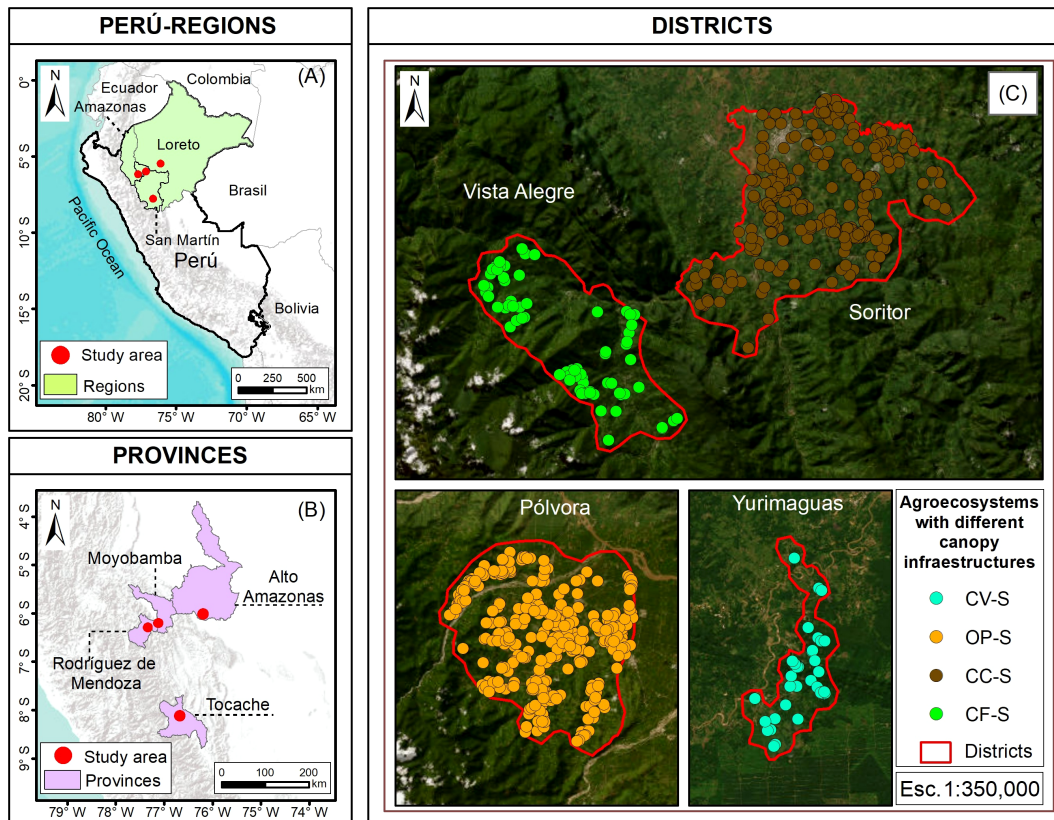 PERÚ-REGIONS
N
(A)
0°
5°S
10°S
15°S
20°S
Colombia
Ecuador
Amazonas
Loreto
Brasil
San Martín
Perú
Pacific Ocean
Bolivia
Study area
Regions
0 250 500
km
80° W 75° W 70° W 65° W
PROVINCES
N
(B)
4°S
5°S
6°S
7°S
8°S
9°S
Moyobamba
Alto
Amazonas
Rodríguez de
Mendoza
Tocache
Study area
Provinces
0 100 200
km
79° W 78° W 77° W 76° W 75° W 74° W
DISTRICTS
N
(C)
Vista Alegre
Soritor
Pólvora
Yurimaguas
Agroecosystems
with different
canopy
infraestructures
CV-S
OP-S
CC-S
CF-S
Districts
Esc.1:350,000